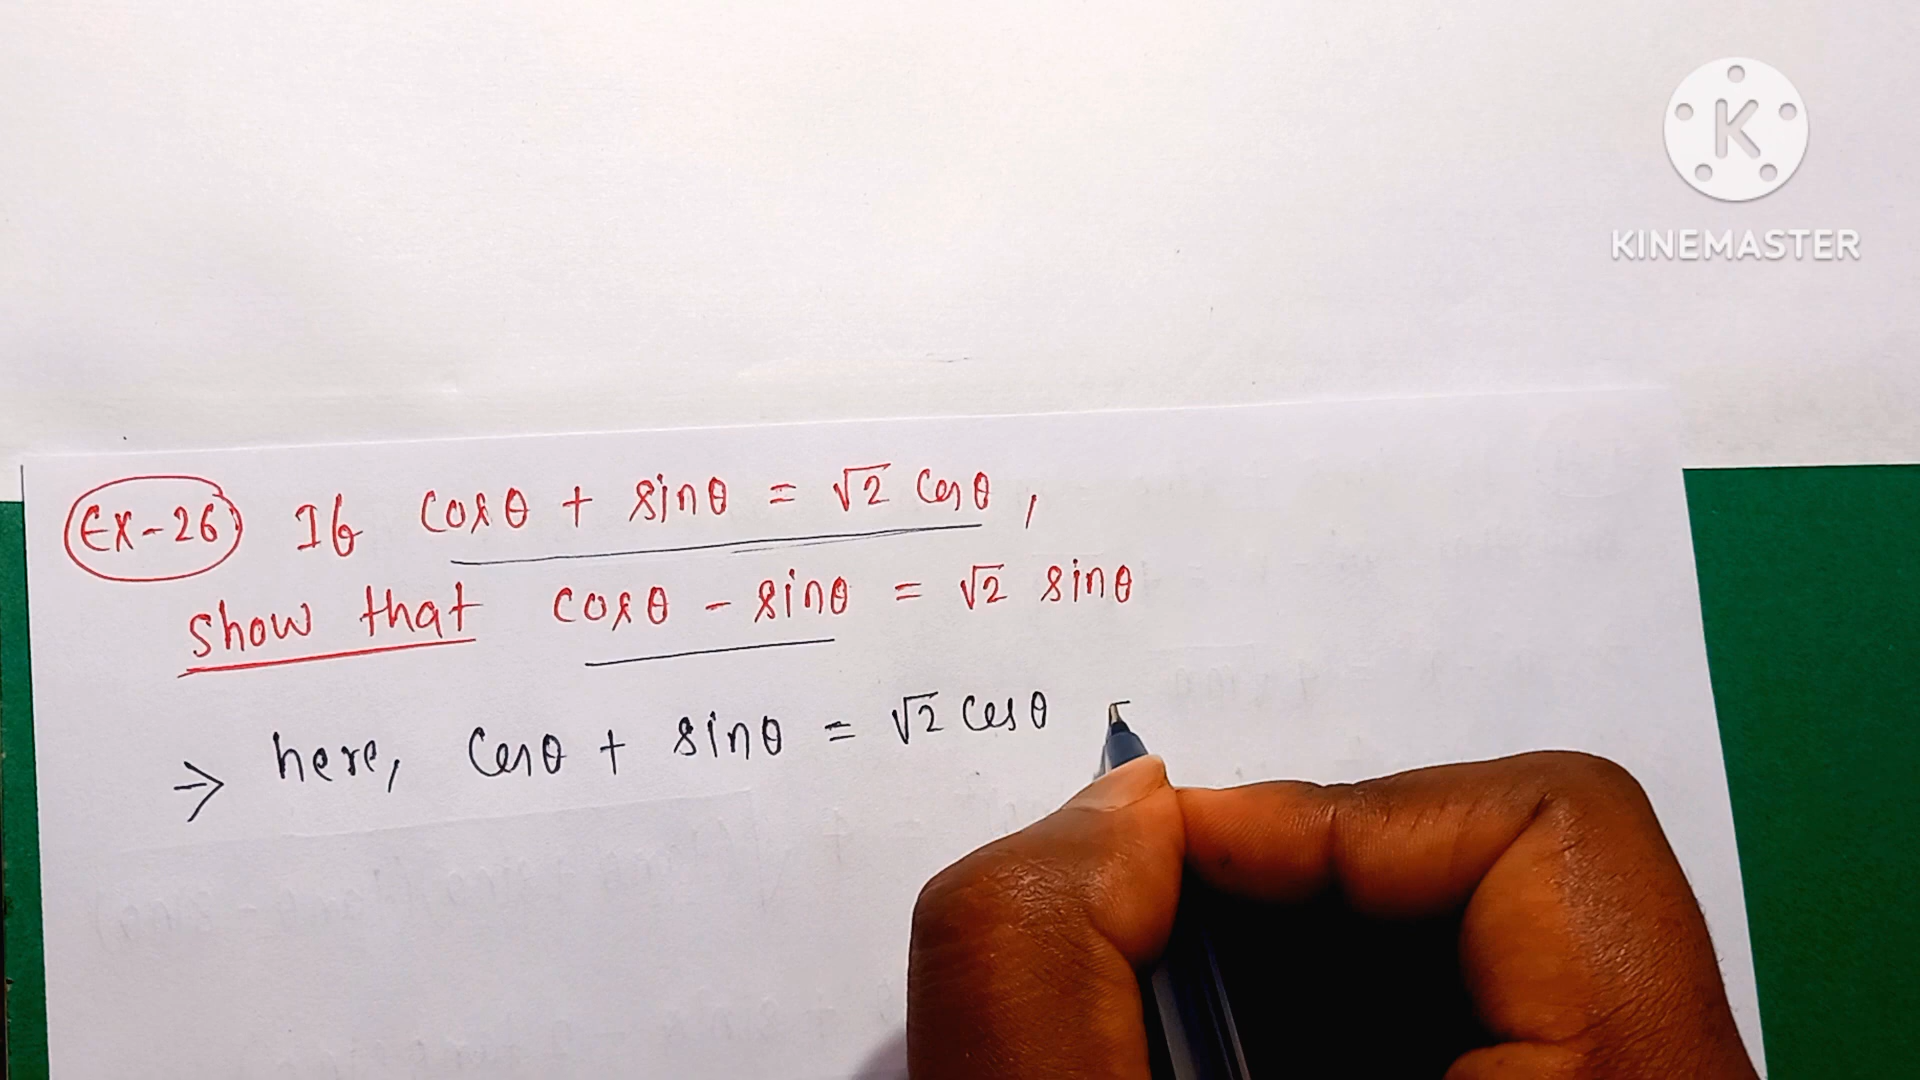 K
KINEMASTER
Ex-26 If cosθ + sinθ = √2 cosθ,
show that cosθ - sinθ = √2 sinθ
→ here, cosθ + sinθ = √2 cosθ